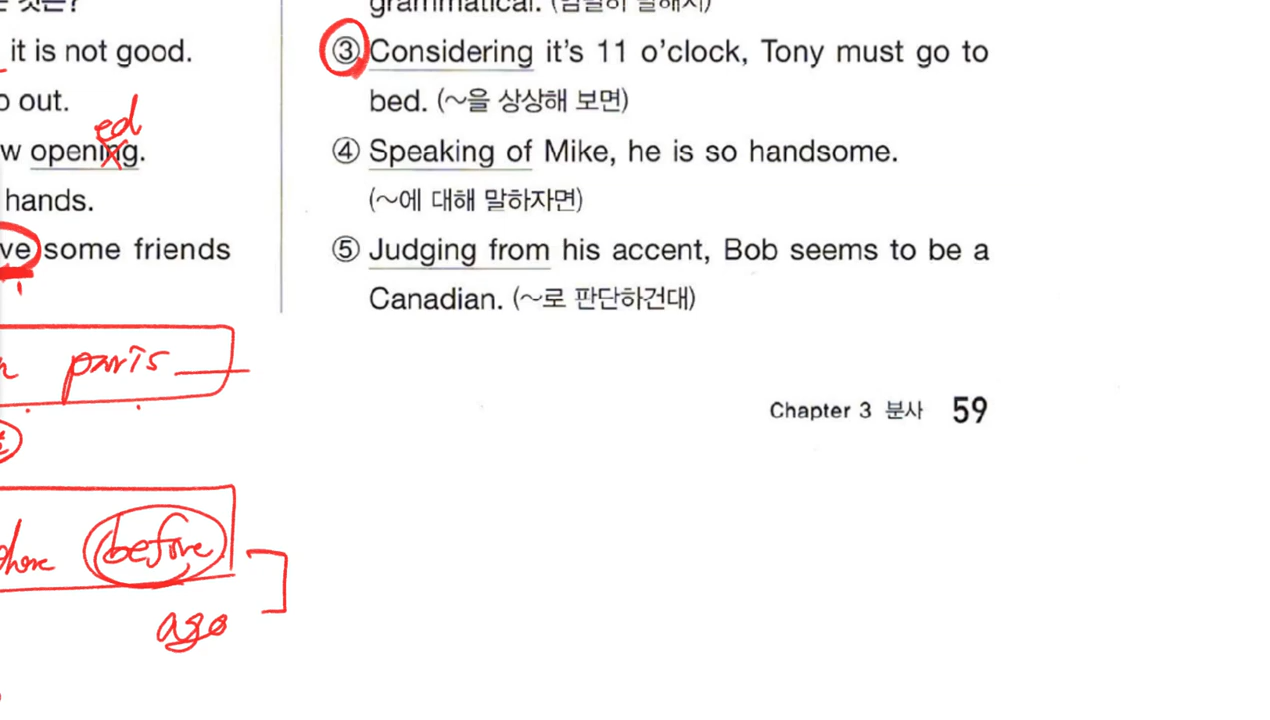 it is not good.
out.
ed
opening.
hands.
some friends
paris
before
ago
grammatical.
③ Considering it's 11 o'clock, Tony must go to
bed. (~을 상상해 보면)
④ Speaking of Mike, he is so handsome.
(~에 대해 말하자면)
⑤ Judging from his accent, Bob seems to be a
Canadian. (~로 판단하건대)
Chapter 3 분사 59